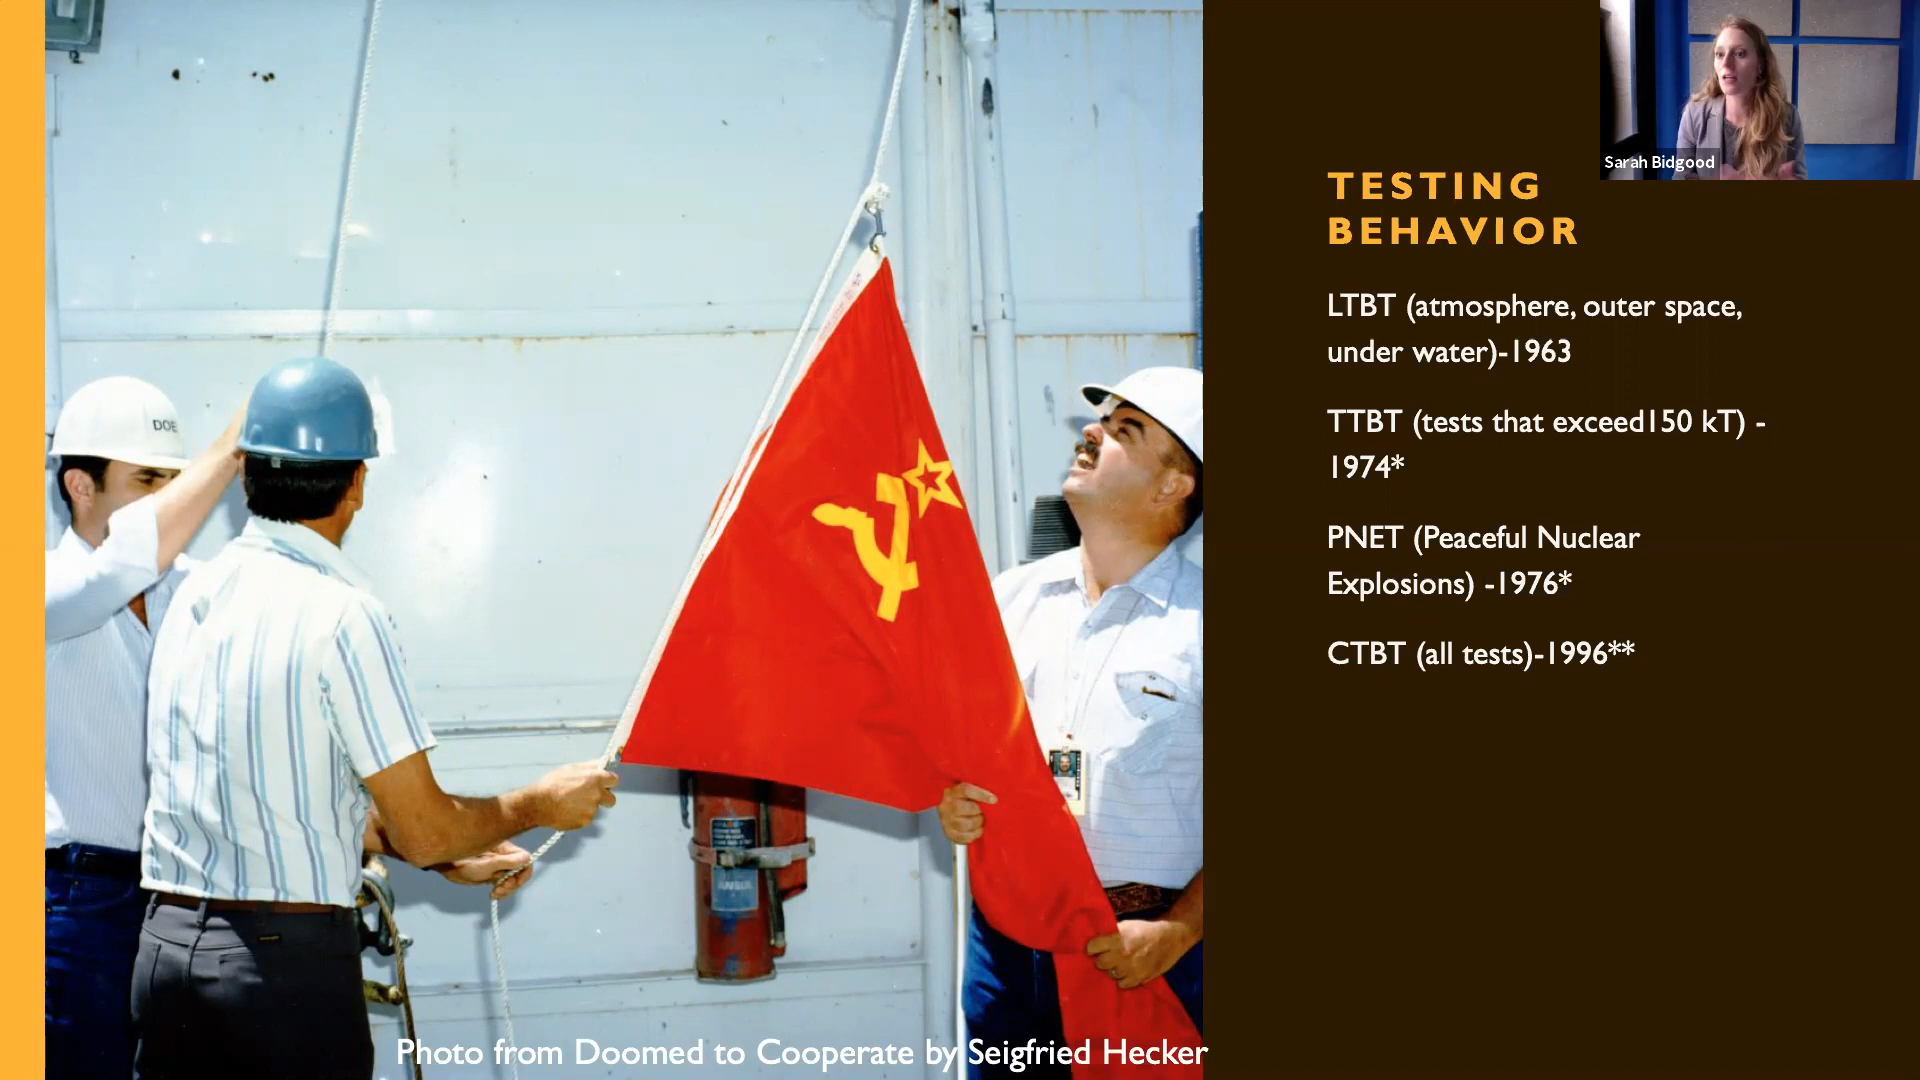 Sarah Bidgood
TESTING
BEHAVIOR
LTBT (atmosphere, outer space,
under water)-1963
TTBT (tests that exceed150 kT) -
1974*
PNET (Peaceful Nuclear
Explosions) -1976*
CTBT (all tests)-1996**
DOE
ANSUL
Photo from Doomed to Cooperate by Seigfried Hecker